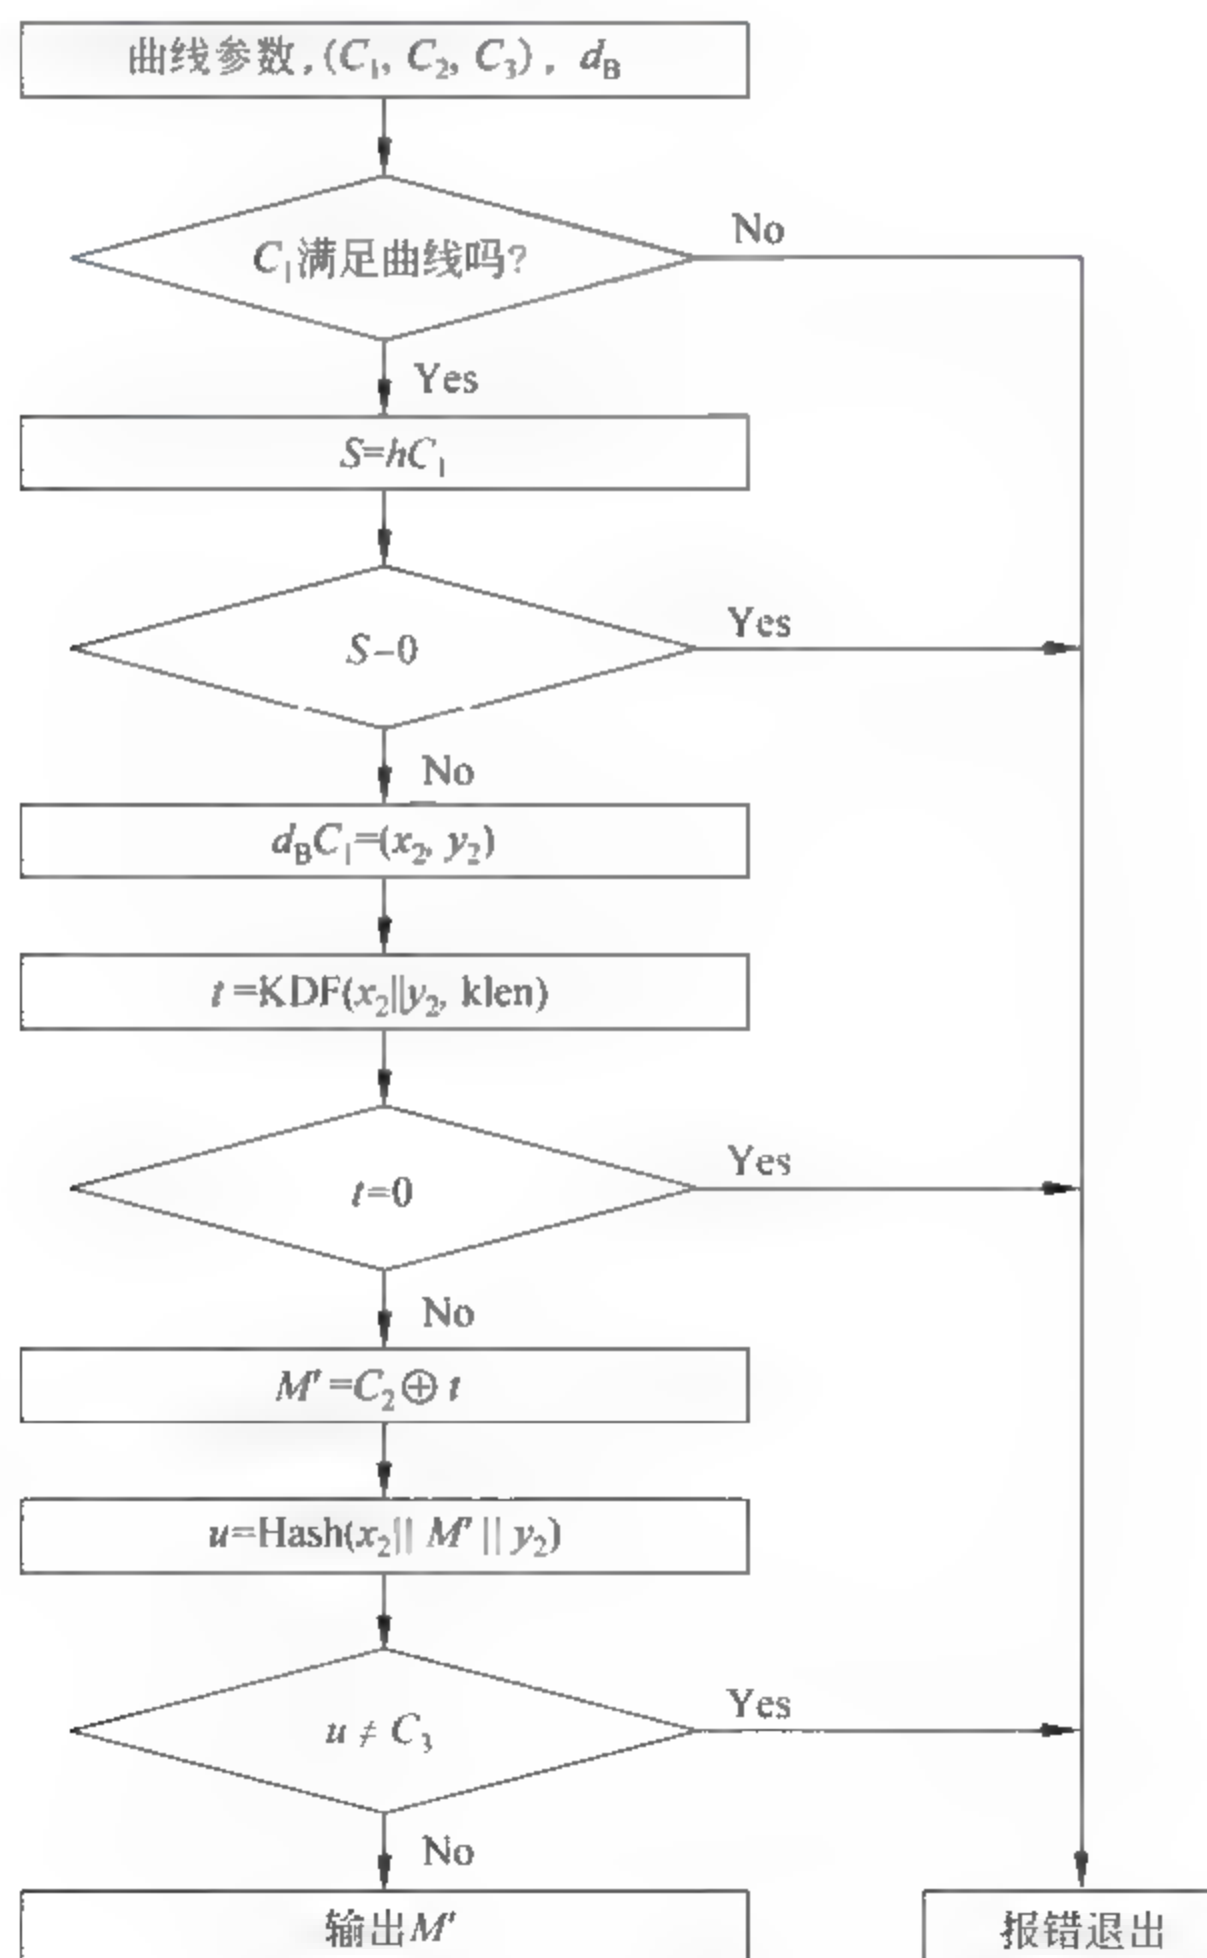 曲线参数,(C₁, C₂, C₃), d_B
C₁满足曲线吗?
No
Yes
S=hC₁
S-0
Yes
No
d_BC₁=(x₂, y₂)
t=KDF(x₂||y₂, klen)
t=0
Yes
No
M′=C₂⊕t
u=Hash(x₂||M′||y₂)
u≠C₃
Yes
No
输出M′
报错退出